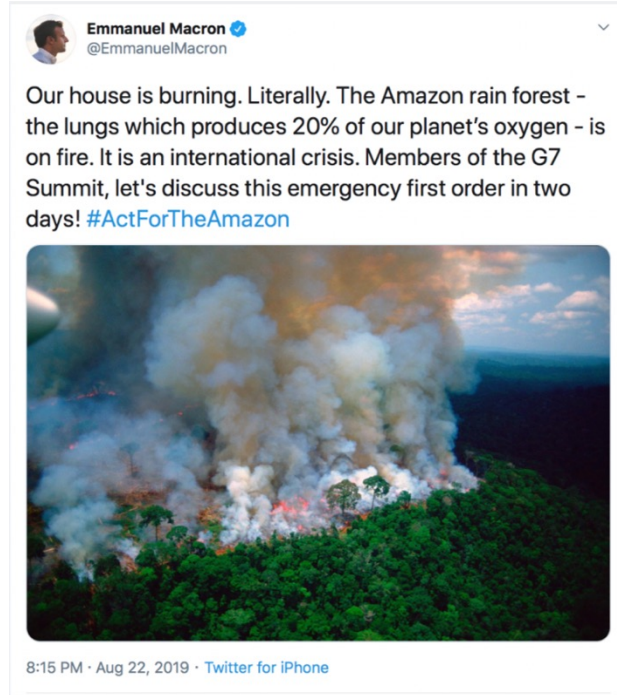 Emmanuel Macron
@EmmanuelMacron
Our house is burning. Literally. The Amazon rain forest -
the lungs which produces 20% of our planet’s oxygen - is
on fire. It is an international crisis. Members of the G7
Summit, let's discuss this emergency first order in two
days! #ActForTheAmazon
8:15 PM · Aug 22, 2019 · Twitter for iPhone